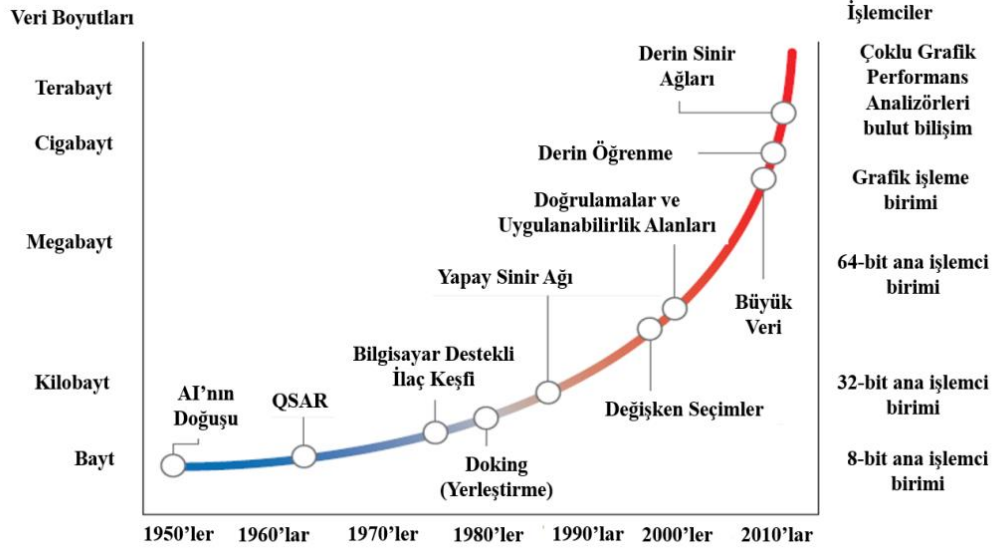 Veri Boyutları
Terabayt
Cigabayt
Megabayt
Kilobayt
Bayt
İşlemciler
Çoklu Grafik
Performans
Analizörleri
bulut bilişim
Grafik işleme
birimi
64-bit ana işlemci
birimi
32-bit ana işlemci
birimi
8-bit ana işlemci
birimi
Derin Sinir
Ağları
Derin Öğrenme
Doğrulamalar ve
Uygulanabilirlik Alanları
Yapay Sinir Ağı
Büyük
Veri
Bilgisayar Destekli
İlaç Keşfi
Değişken Seçimler
AI’nın
Doğuşu
QSAR
Doking
(Yerleştirme)
1950’ler
1960’lar
1970’ler
1980’ler
1990’lar
2000’ler
2010’lar